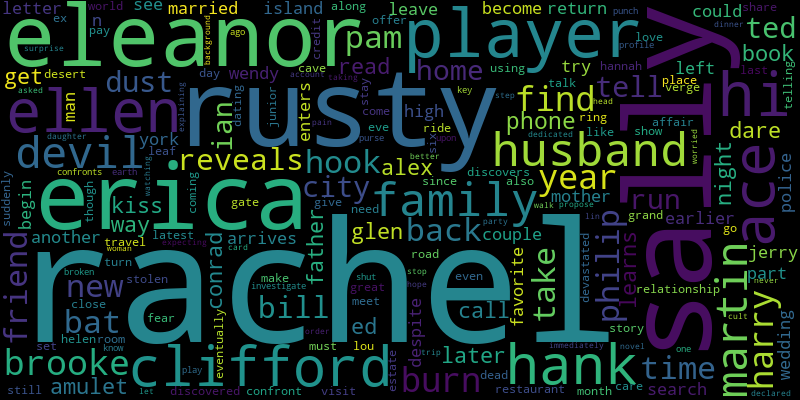 eleanor
player
rachel
rusty
sally
erica
clifford
hank
husband
family
ellen
devil
find
hi
ace
martin
harry
brooke
burn
time
year
city
hook
back
bill
pam
ted
tell
run
dare
book
phone
home
read
get
man
dust
ian
reveals
alex
glen
take
philip
learns
night
police
jerry
part
wedding
search
later
call
ed
father
conrad
new
bat
friend
amulet
kiss
way
begin
york
leaf
letter
ex
n
pay
married
island
along
see
leave
offer
become
return
could
world
share
love
surprise
background
ago
credit
cave
using
try
talk
hannah
left
place
verge
last
telling
desert
day
account
taking
wendy
dating
junior
enters
stay
come
eve
high
ride
six
key
step
punch
profile
dinner
asked
daughter
confronts
earth
watching
explaining
pain
purse
upon
better
dedicated
ring
like
head
show
affair
worried
since
also
discovers
mother
grand
earlier
go
suddenly
though
coming
gate
give
need
walk
propose
lin
party
couple
road
another
travel
woman
latest
expecting
arrives
card
turn
stolen
broken
close
fear
make
investigate
shut
stop
great
hope
meet
even
favorite
devastated
relationship
story
never
cult
declared
helenroom
know
set
eventually
order
must
lou
despite
immediately
novel
one
still
discovered
play
let
confront
visit
estate
trip
dead
restaurant
month
care